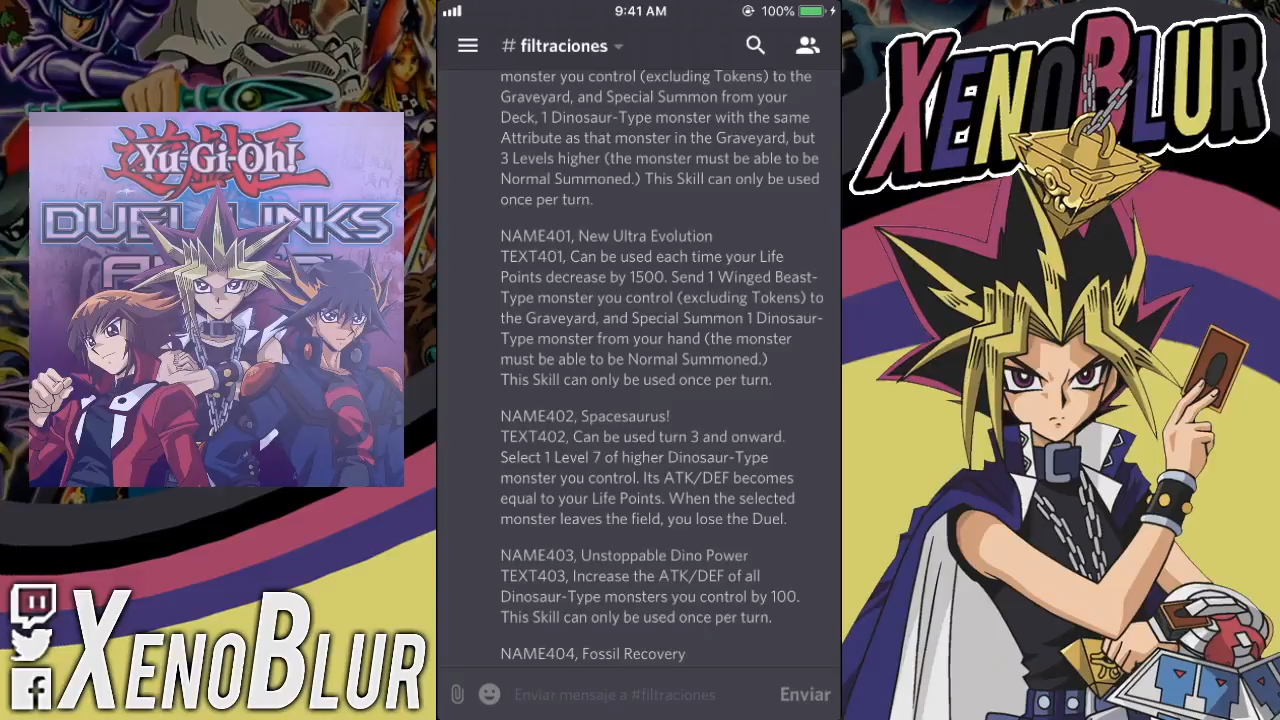 9:41 AM
100%
# filtraciones
monster you control (excluding Tokens) to the
Graveyard, and Special Summon from your
Deck, 1 Dinosaur-Type monster with the same
Attribute as that monster in the Graveyard, but
3 Levels higher (the monster must be able to be
Normal Summoned.) This Skill can only be used
once per turn.
NAME401, New Ultra Evolution
TEXT401, Can be used each time your Life
Points decrease by 1500. Send 1 Winged Beast-
Type monster you control (excluding Tokens) to
the Graveyard, and Special Summon 1 Dinosaur-
Type monster from your hand (the monster
must be able to be Normal Summoned.)
This Skill can only be used once per turn.
NAME402, Spacesaurus!
TEXT402, Can be used turn 3 and onward.
Select 1 Level 7 of higher Dinosaur-Type
monster you control. Its ATK/DEF becomes
equal to your Life Points. When the selected
monster leaves the field, you lose the Duel.
NAME403, Unstoppable Dino Power
TEXT403, Increase the ATK/DEF of all
Dinosaur-Type monsters you control by 100.
This Skill can only be used once per turn.
NAME404, Fossil Recovery
Enviar mensaje a #filtraciones
Enviar
Yu-Gi-Oh!
DUEL LINKS
XENOBLUR
XENOBLUR